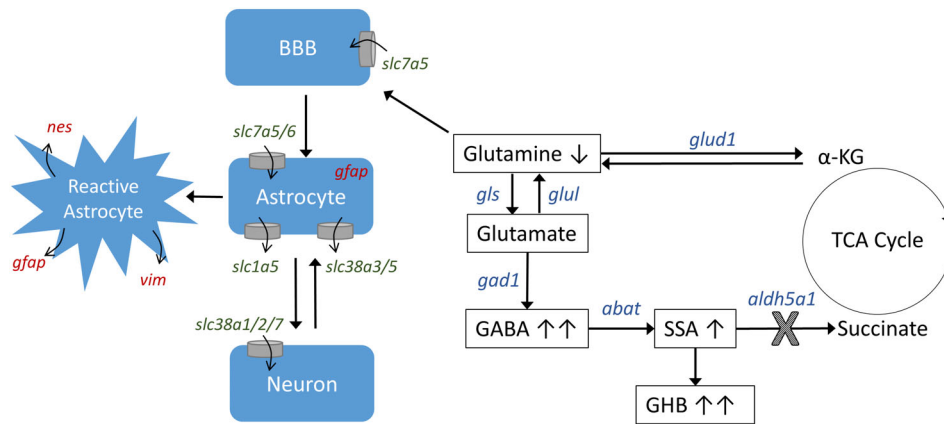 BBB
slc7a5
nes
slc7a5/6
gfap
Reactive
Astrocyte
Astrocyte
gfap
vim
slc1a5
slc38a3/5
slc38a1/2/7
Neuron
Glutamine ↓
glud1
α-KG
gls
glul
Glutamate
TCA Cycle
gad1
GABA ↑↑
abat
SSA ↑
aldh5a1
Succinate
GHB ↑↑